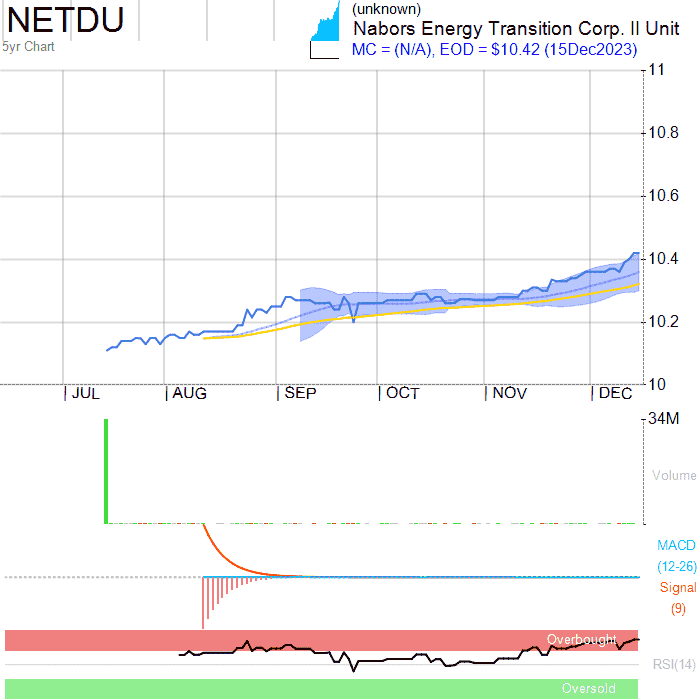 NETDU
5yr Chart
(unknown)
Nabors Energy Transition Corp. II Unit
MC = (N/A), EOD = $10.42 (15Dec2023)
11
10.8
10.6
10.4
10.2
10
JUL
AUG
SEP
OCT
NOV
DEC
34M
Volume
MACD
(12-26)
Signal
(9)
Overbought
RSI(14)
Oversold